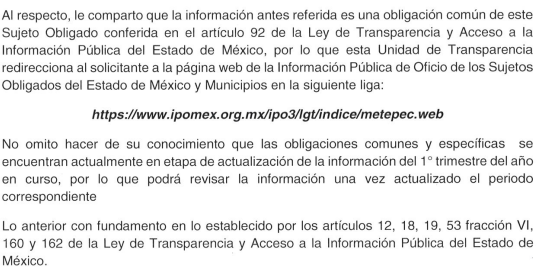 Al respecto, le comparto que la información antes referida es una obligación común de este
Sujeto Obligado conferida en el artículo 92 de la Ley de Transparencia y Acceso a la
Información Pública del Estado de México, por lo que esta Unidad de Transparencia
redirecciona al solicitante a la página web de la Información Pública de Oficio de los Sujetos
Obligados del Estado de México y Municipios en la siguiente liga:
https://www.ipomex.org.mx/ipo3/lgt/indice/metepec.web
No omito hacer de su conocimiento que las obligaciones comunes y específicas se
encuentran actualmente en etapa de actualización de la información del 1° trimestre del año
en curso, por lo que podrá revisar la información una vez actualizado el periodo
correspondiente
Lo anterior con fundamento en lo establecido por los artículos 12, 18, 19, 53 fracción VI,
160 y 162 de la Ley de Transparencia y Acceso a la Información Pública del Estado de
México.